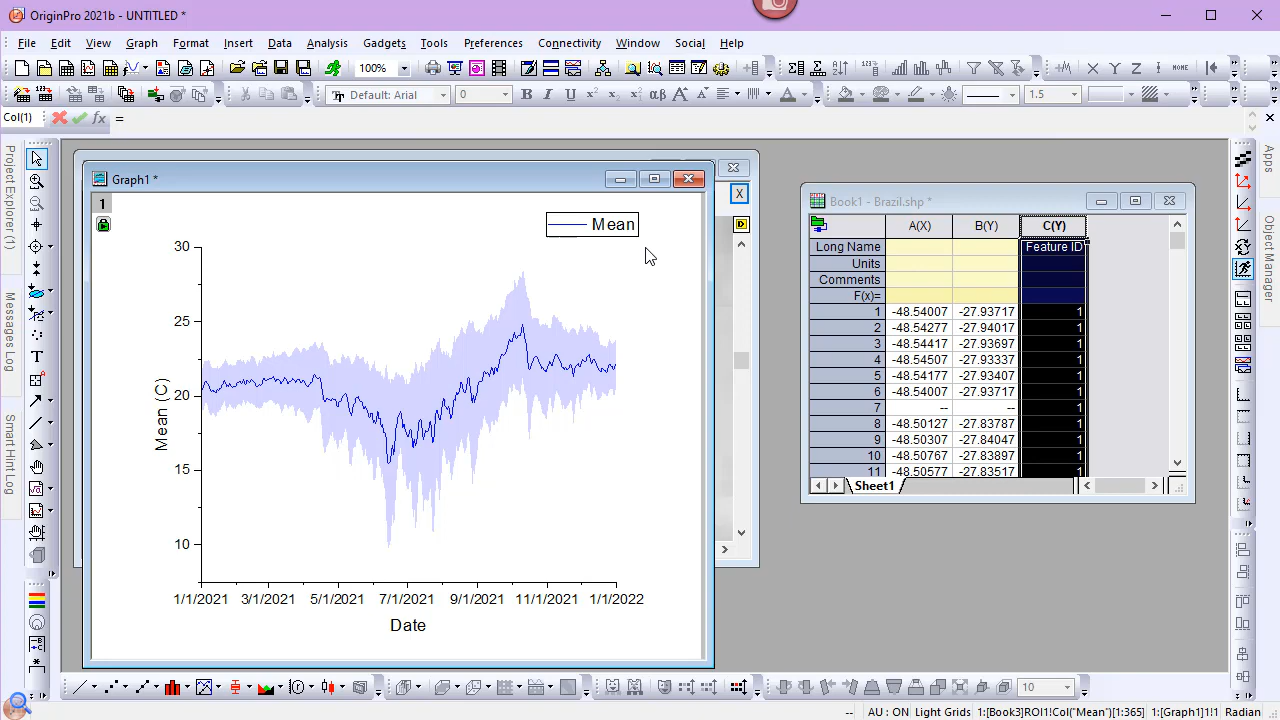 OriginPro 2021b - UNTITLED *
File Edit View Graph Format Insert Data Analysis Gadgets Tools Preferences Connectivity Window Social Help
100%
Default: Arial 0 B I U αβ A A A 1.5
Col(1) fx =
Project Explorer (1)
Messages Log
Smart Hint Log
Apps
Object Manager
Graph1 *
1
Mean
30
25
20
15
10
Mean (C)
1/1/2021 3/1/2021 5/1/2021 7/1/2021 9/1/2021 11/1/2021 1/1/2022
Date
X
D
Book1 - Brazil.shp *
A(X) B(Y) C(Y)
Long Name Feature ID
Units
Comments
F(x)=
1 -48.54007 -27.93717 1
2 -48.54277 -27.94017 1
3 -48.54417 -27.93697 1
4 -48.54507 -27.93337 1
5 -48.54177 -27.93407 1
6 -48.54007 -27.93717 1
7 -- -- 1
8 -48.50127 -27.83787 1
9 -48.50307 -27.84047 1
10 -48.50767 -27.83897 1
11 -48.50577 -27.83517 1
Sheet1
10
-- AU : ON Light Grids 1:[Book3]ROI1!Col("Mean")[1:365] 1:[Graph1]1!1 Radian